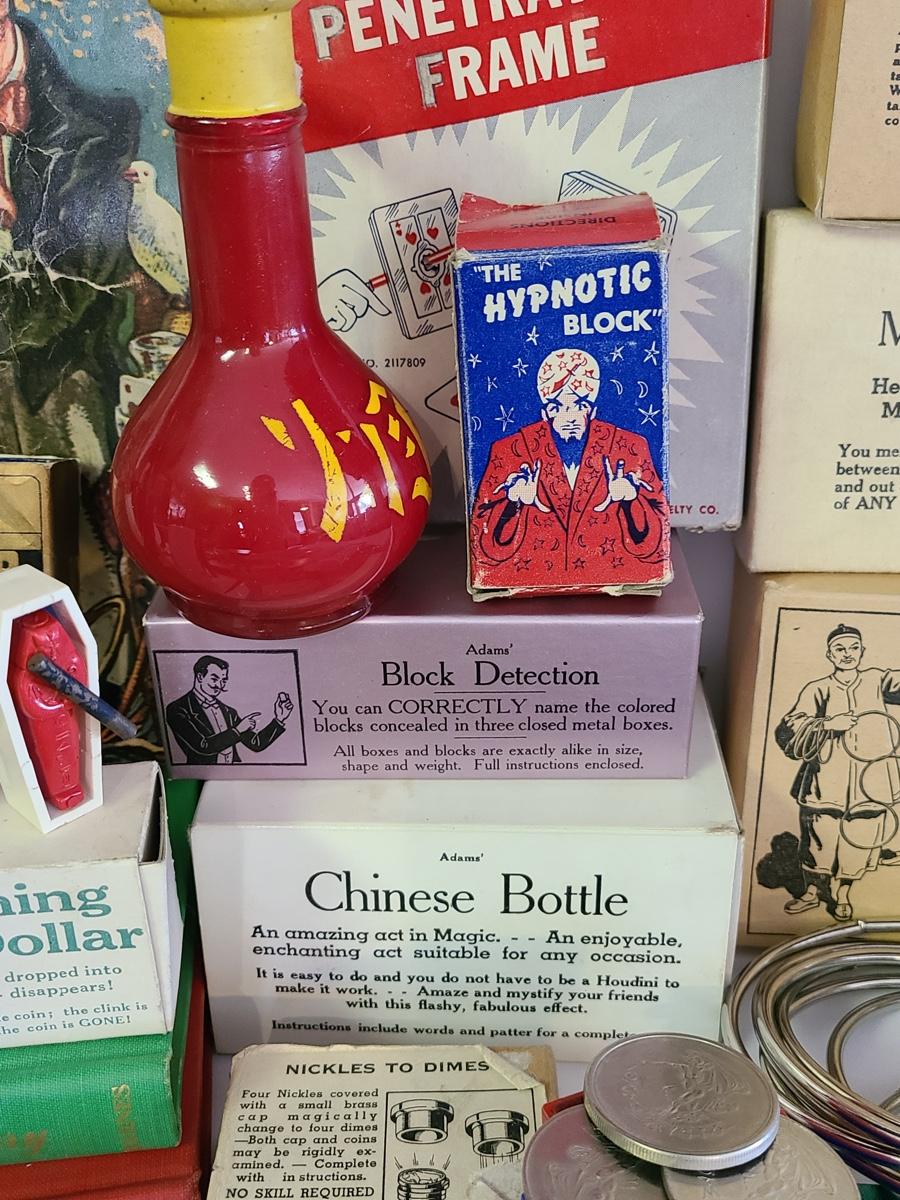 PENETRA
FRAME
NO. 2117809
ELTY CO.
DIRECTIONS
"THE
HYPNOTIC
BLOCK"
Adams'
Block Detection
You can CORRECTLY name the colored
blocks concealed in three closed metal boxes.
All boxes and blocks are exactly alike in size,
shape and weight. Full instructions enclosed.
Adams'
Chinese Bottle
An amazing act in Magic. - - An enjoyable,
enchanting act suitable for any occasion.
It is easy to do and you do not have to be a Houdini to
make it work. - - Amaze and mystify your friends
with this flashy, fabulous effect.
Instructions include words and patter for a complete
hing
Dollar
dropped into
disappears!
e coin; the clink is
the coin is GONE!
NICKLES TO DIMES
Four Nickles covered
with a small brass
cap magically
change to four dimes
—Both cap and coins
may be rigidly ex-
amined. — Complete
with instructions.
NO SKILL REQUIRED
M
He
M
You me
between
and out
of ANY